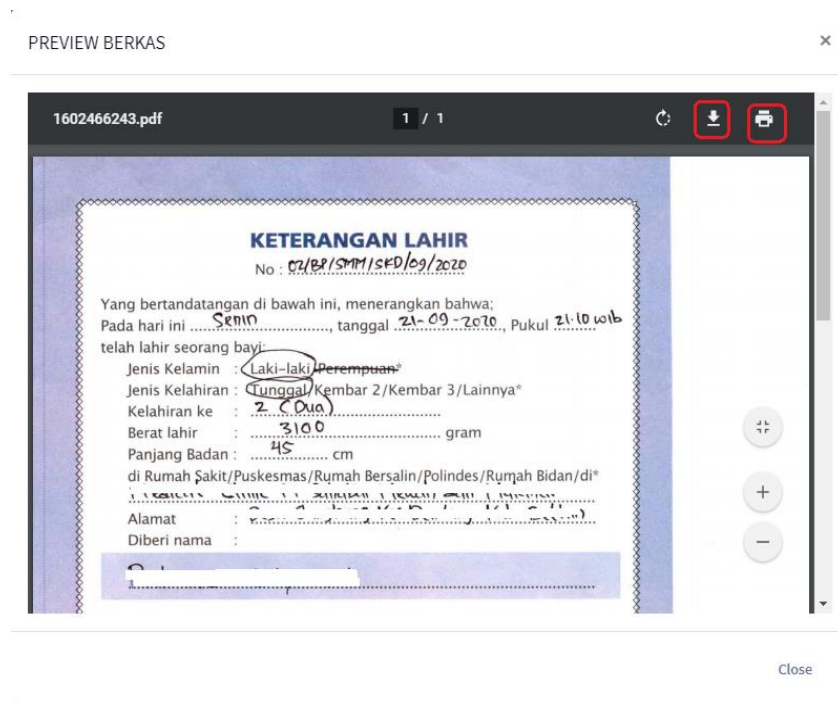 PREVIEW BERKAS ×
1602466243.pdf 1 / 1
KETERANGAN LAHIR
No : 02/BP/SMM/SKD/09/2020
Yang bertandatangan di bawah ini, menerangkan bahwa;
Pada hari ini Senin, tanggal 21-09-2020, Pukul 21.10 wib
telah lahir seorang bayi:
Jenis Kelamin : Laki-laki/Perempuan*
Jenis Kelahiran : Tunggal/Kembar 2/Kembar 3/Lainnya*
Kelahiran ke : 2 (Dua)
Berat lahir : 3100 gram
Panjang Badan : 45 cm
di Rumah Sakit/Puskesmas/Rumah Bersalin/Polindes/Rumah Bidan/di*
Alamat :
Diberi nama :
Close